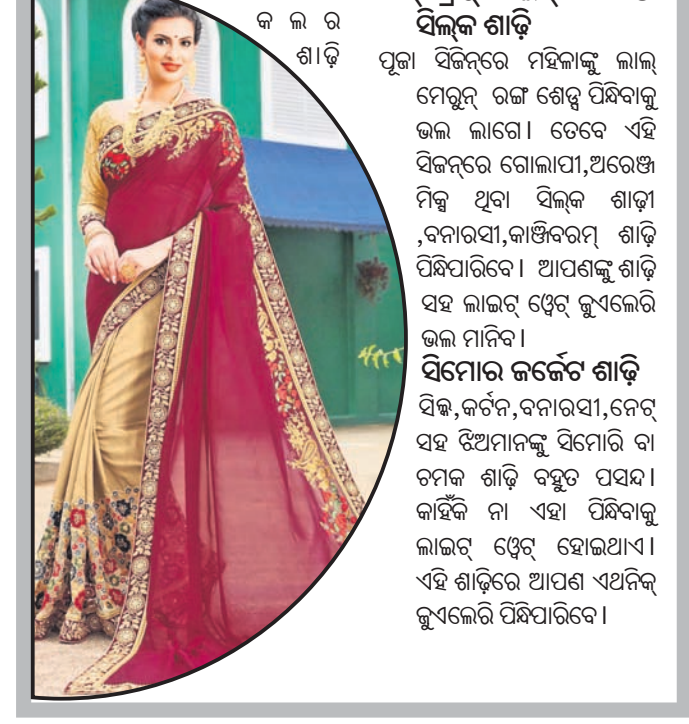 କ ଲ ର
ଶାଢ଼ି
ସିଲ୍‌କ ଶାଢ଼ି
ପୂଜା ସିଜିନ୍‌ରେ ମହିଳାଙ୍କୁ ଲାଲ୍
ମେରୁନ୍ ରଙ୍ଗ ଶେଡ୍ର ପିନ୍ଧିବାକୁ
ଭଲ ଲାଗେ। ତେବେ ଏହି
ସିଜନ୍‌ରେ ଗୋଲାପୀ,ଅରେଞ୍ଜ
ମିକ୍ସ ଥିବା ସିଲ୍‌କ ଶାଢ଼ୀ
,ବନାରସୀ,କାଞ୍ଚିବରମ୍ ଶାଢ଼ି
ପିନ୍ଧିପାରିବେ। ଆପଣଙ୍କୁ ଶାଢ଼ି
ସହ ଲାଇଟ୍ ୱେଟ୍ ଜୁଏଲେରି
ଭଲ ମାନିବ।
ସିମୋର ଜର୍ଜେଟ ଶାଢ଼ି
ସିଲ୍କ,କର୍ଟନ,ବନାରସୀ,ନେଟ୍
ସହ ଝିଅମାନଙ୍କୁ ସିମୋରି ବା
ଚମକ ଶାଢ଼ି ବହୁତ ପସନ୍ଦ।
କାହିଁକି ନା ଏହା ପିନ୍ଧିବାକୁ
ଲାଇଟ୍ ୱେଟ୍ ହୋଇଥାଏ।
ଏହି ଶାଢ଼ିରେ ଆପଣ ଏଥନିକ୍
ଜୁଏଲେରି ପିନ୍ଧିପାରିବେ।